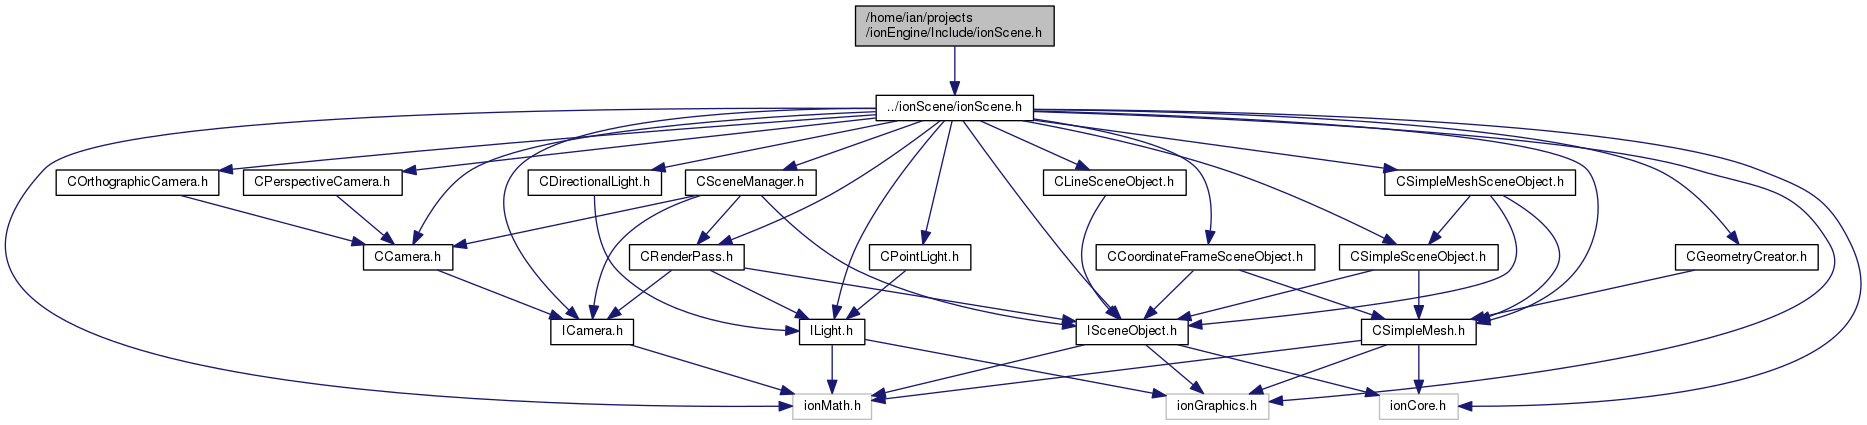 /home/ian/projects
/ionEngine/Include/ionScene.h
../ionScene/ionScene.h
COrthographicCamera.h
CPerspectiveCamera.h
CDirectionalLight.h
CSceneManager.h
CLineSceneObject.h
CSimpleMeshSceneObject.h
CCamera.h
CRenderPass.h
CPointLight.h
CCoordinateFrameSceneObject.h
CSimpleSceneObject.h
CGeometryCreator.h
ICamera.h
ILight.h
ISceneObject.h
CSimpleMesh.h
ionMath.h
ionGraphics.h
ionCore.h